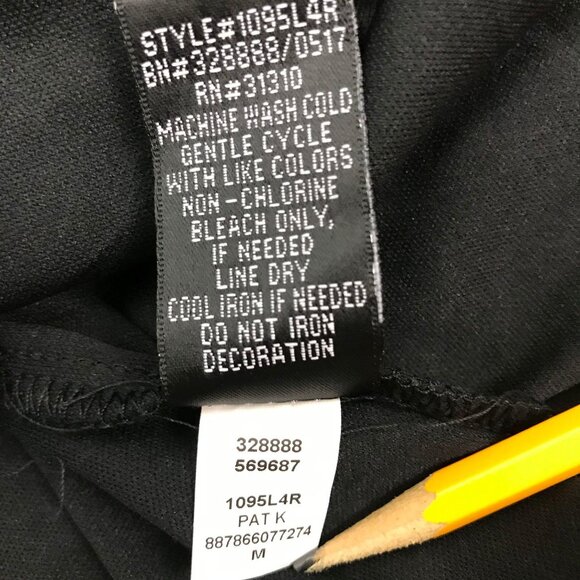 STYLE#1095L4R
BN#328888/0517
RN#31310
MACHINE WASH COLD
GENTLE CYCLE
WITH LIKE COLORS
NON-CHLORINE
BLEACH ONLY,
IF NEEDED
LINE DRY
COOL IRON IF NEEDED
DO NOT IRON
DECORATION
328888
569687
1095L4R
PAT K
887866077274
M